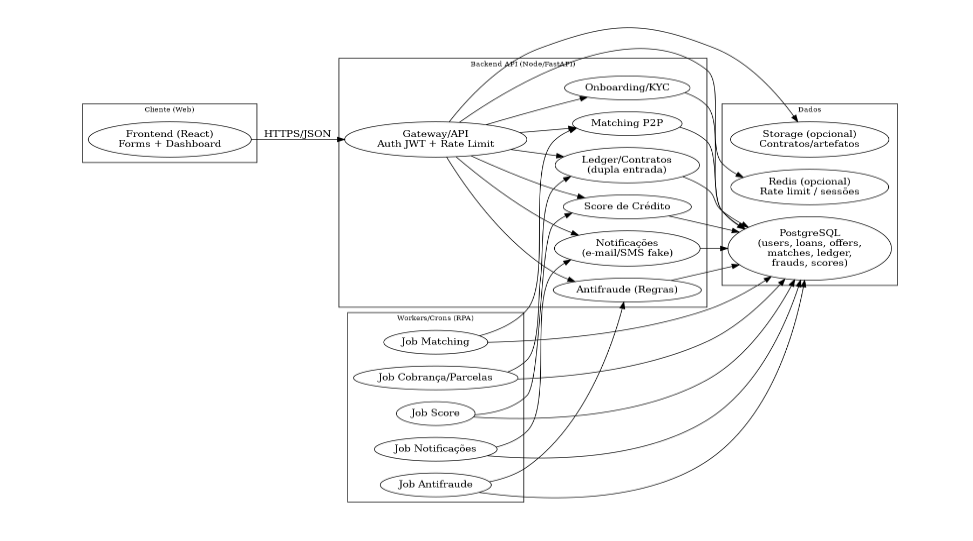 Cliente (Web)
Frontend (React)
Forms + Dashboard
HTTPS/JSON
Backend API (Node/FastAPI)
Gateway/API
Auth JWT + Rate Limit
Onboarding/KYC
Matching P2P
Ledger/Contratos
(dupla entrada)
Score de Crédito
Notificações
(e-mail/SMS fake)
Antifraude (Regras)
Dados
Storage (opcional)
Contratos/artefatos
Redis (opcional)
Rate limit / sessões
PostgreSQL
(users, loans, offers,
matches, ledger,
frauds, scores)
Workers/Crons (RPA)
Job Matching
Job Cobrança/Parcelas
Job Score
Job Notificações
Job Antifraude